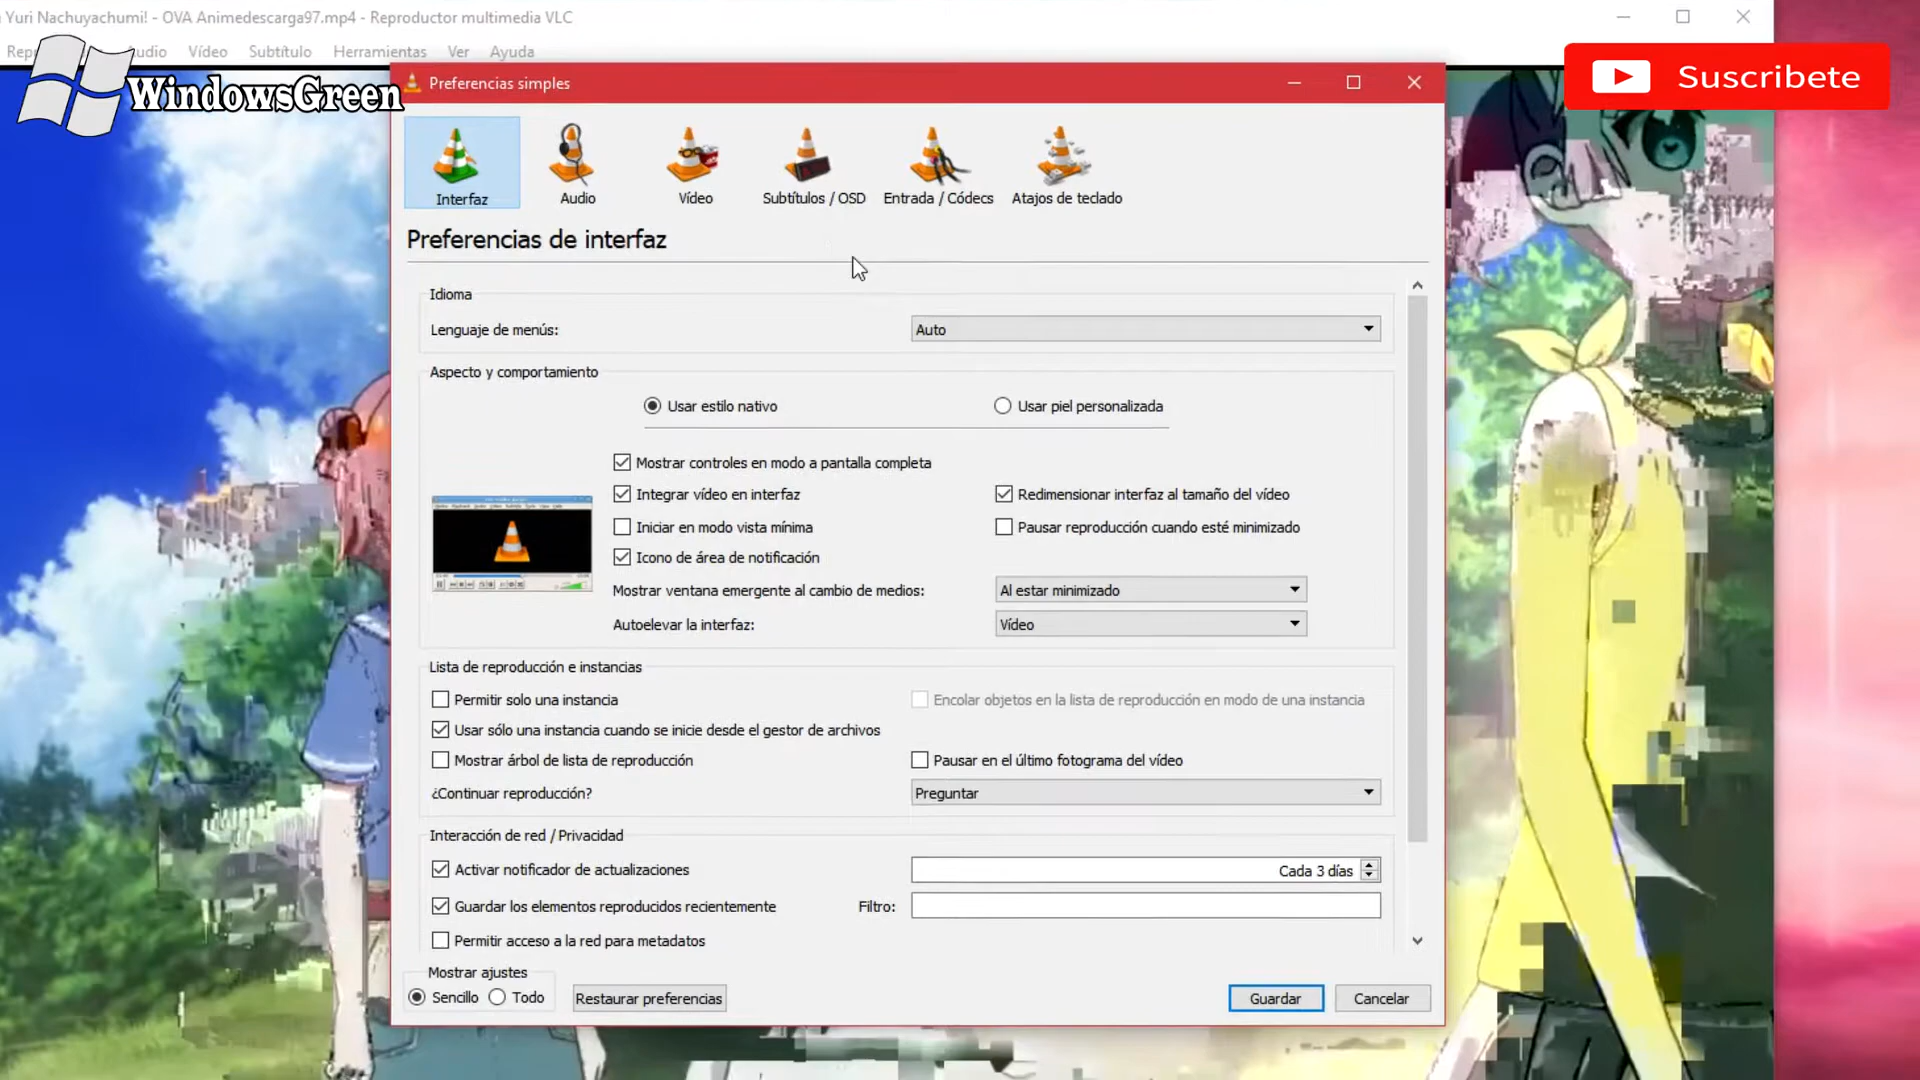 Yuri Nachuyachumi! - OVA Animedescarga97.mp4 - Reproductor multimedia VLC
Vídeo Subtítulo Herramientas Ver Ayuda
WindowsGreen
Suscribete
Preferencias simples
Interfaz
Audio
Vídeo
Subtítulos / OSD
Entrada / Códecs
Atajos de teclado
Preferencias de interfaz
Idioma
Lenguaje de menús:
Auto
Aspecto y comportamiento
Usar estilo nativo
Usar piel personalizada
Mostrar controles en modo a pantalla completa
Integrar vídeo en interfaz
Redimensionar interfaz al tamaño del vídeo
Iniciar en modo vista mínima
Pausar reproducción cuando esté minimizado
Icono de área de notificación
Mostrar ventana emergente al cambio de medios:
Al estar minimizado
Autoelevar la interfaz:
Vídeo
Lista de reproducción e instancias
Permitir solo una instancia
Encolar objetos en la lista de reproducción en modo de una instancia
Usar sólo una instancia cuando se inicie desde el gestor de archivos
Mostrar árbol de lista de reproducción
Pausar en el último fotograma del vídeo
¿Continuar reproducción?
Preguntar
Interacción de red / Privacidad
Activar notificador de actualizaciones
Cada 3 días
Guardar los elementos reproducidos recientemente
Filtro:
Permitir acceso a la red para metadatos
Mostrar ajustes
Sencillo
Todo
Restaurar preferencias
Guardar
Cancelar